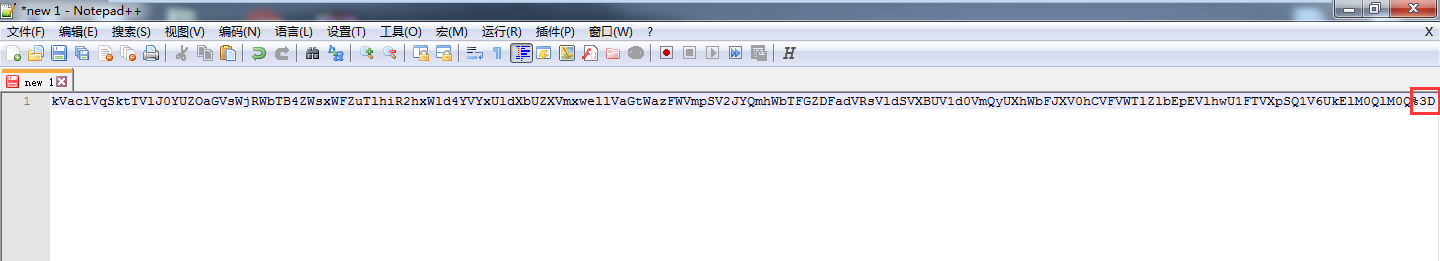 *new 1 - Notepad++
文件(F) 编辑(E) 搜索(S) 视图(V) 编码(N) 语言(L) 设置(T) 工具(O) 宏(M) 运行(R) 插件(P) 窗口(W) ? X
new 1
1 kVaclVqSktTVlJ0YUZOaGVsWjRWbTB4ZWsxWFZuTlhiR2hxWld4YVYxUldXbUZXVmxwellVaGtWazFWVmpSV2JYQmhWbTFGZDFadVRsVldSVXBUV1d0VmQyUXhWbFJXV0hCVFVWTlZlbEpEVlhwU1FTVXpSQ1V6UkElM0QlM0Q%3D